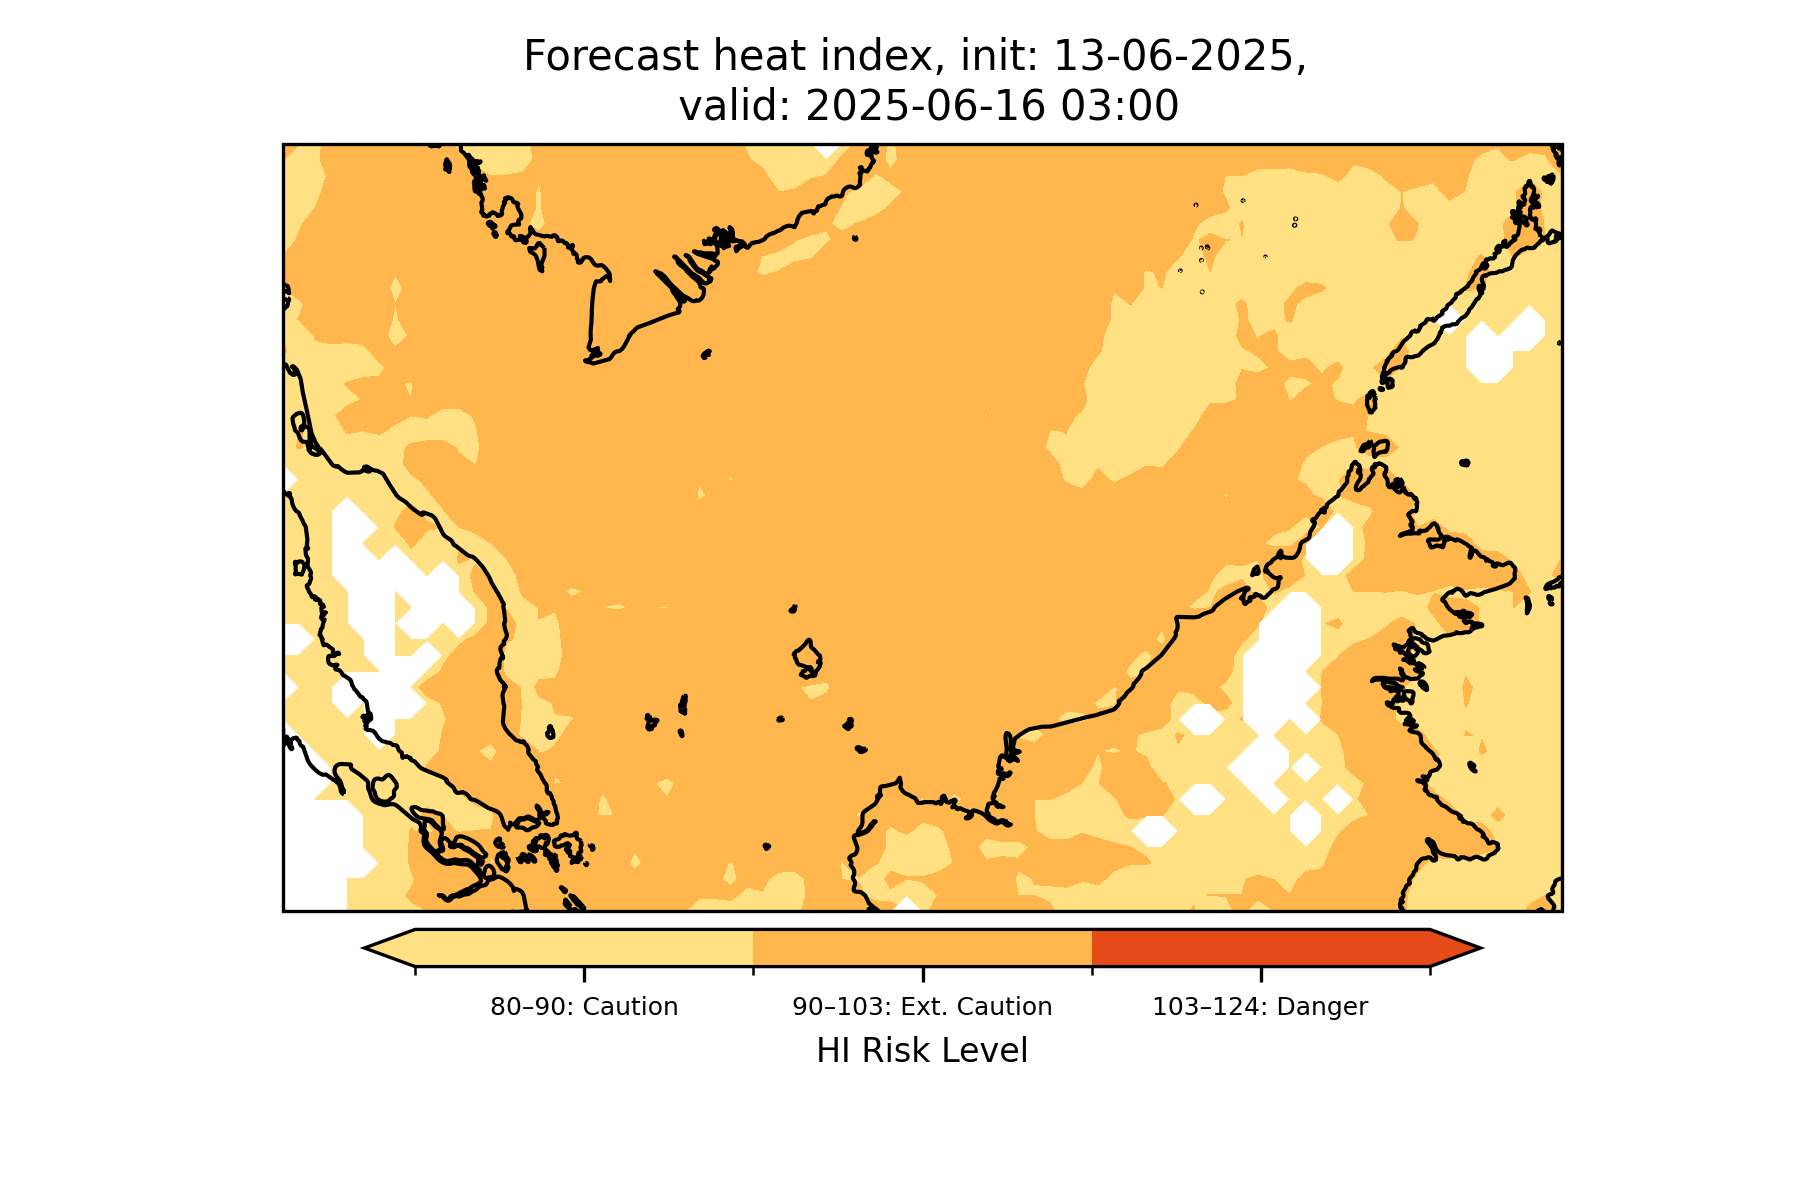 Forecast heat index, init: 13-06-2025,
valid: 2025-06-16 03:00
80–90: Caution
90–103: Ext. Caution
103–124: Danger
HI Risk Level